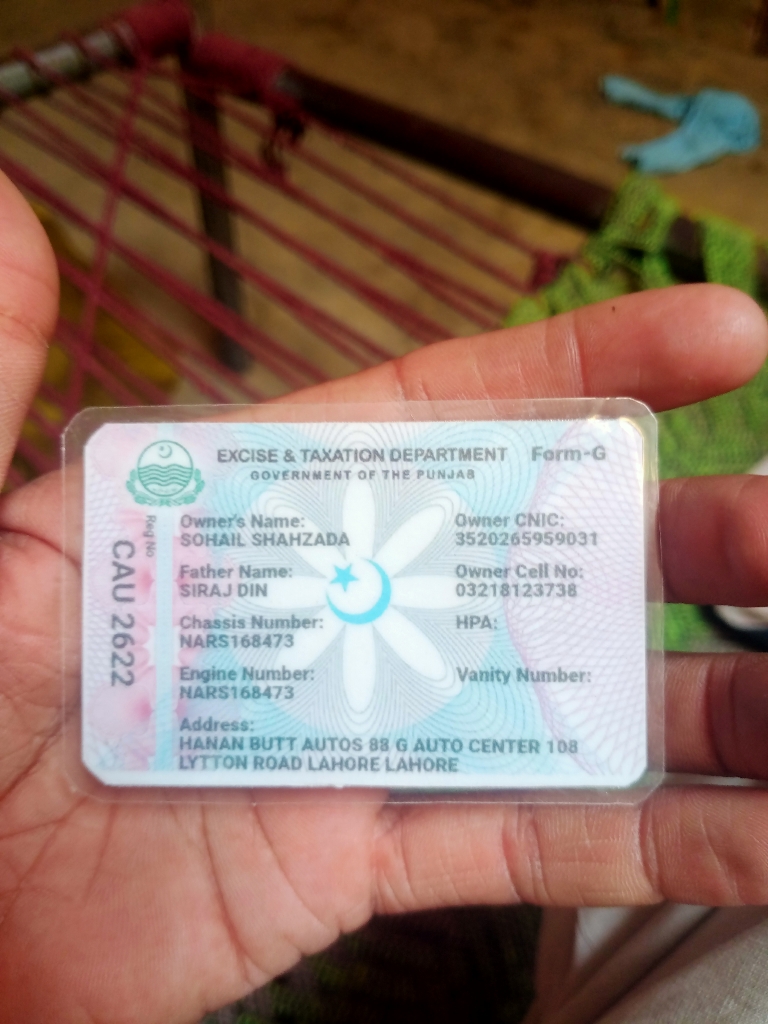 EXCISE & TAXATION DEPARTMENT Form-G
GOVERNMENT OF THE PUNJAB
Reg No
CAU 2622
Owner's Name:
SOHAIL SHAHZADA
Owner CNIC:
3520265959031
Father Name:
SIRAJ DIN
Owner Cell No:
03218123738
Chassis Number:
NARS168473
HPA:
Engine Number:
NARS168473
Vanity Number:
Address:
HANAN BUTT AUTOS 88 G AUTO CENTER 108
LYTTON ROAD LAHORE LAHORE